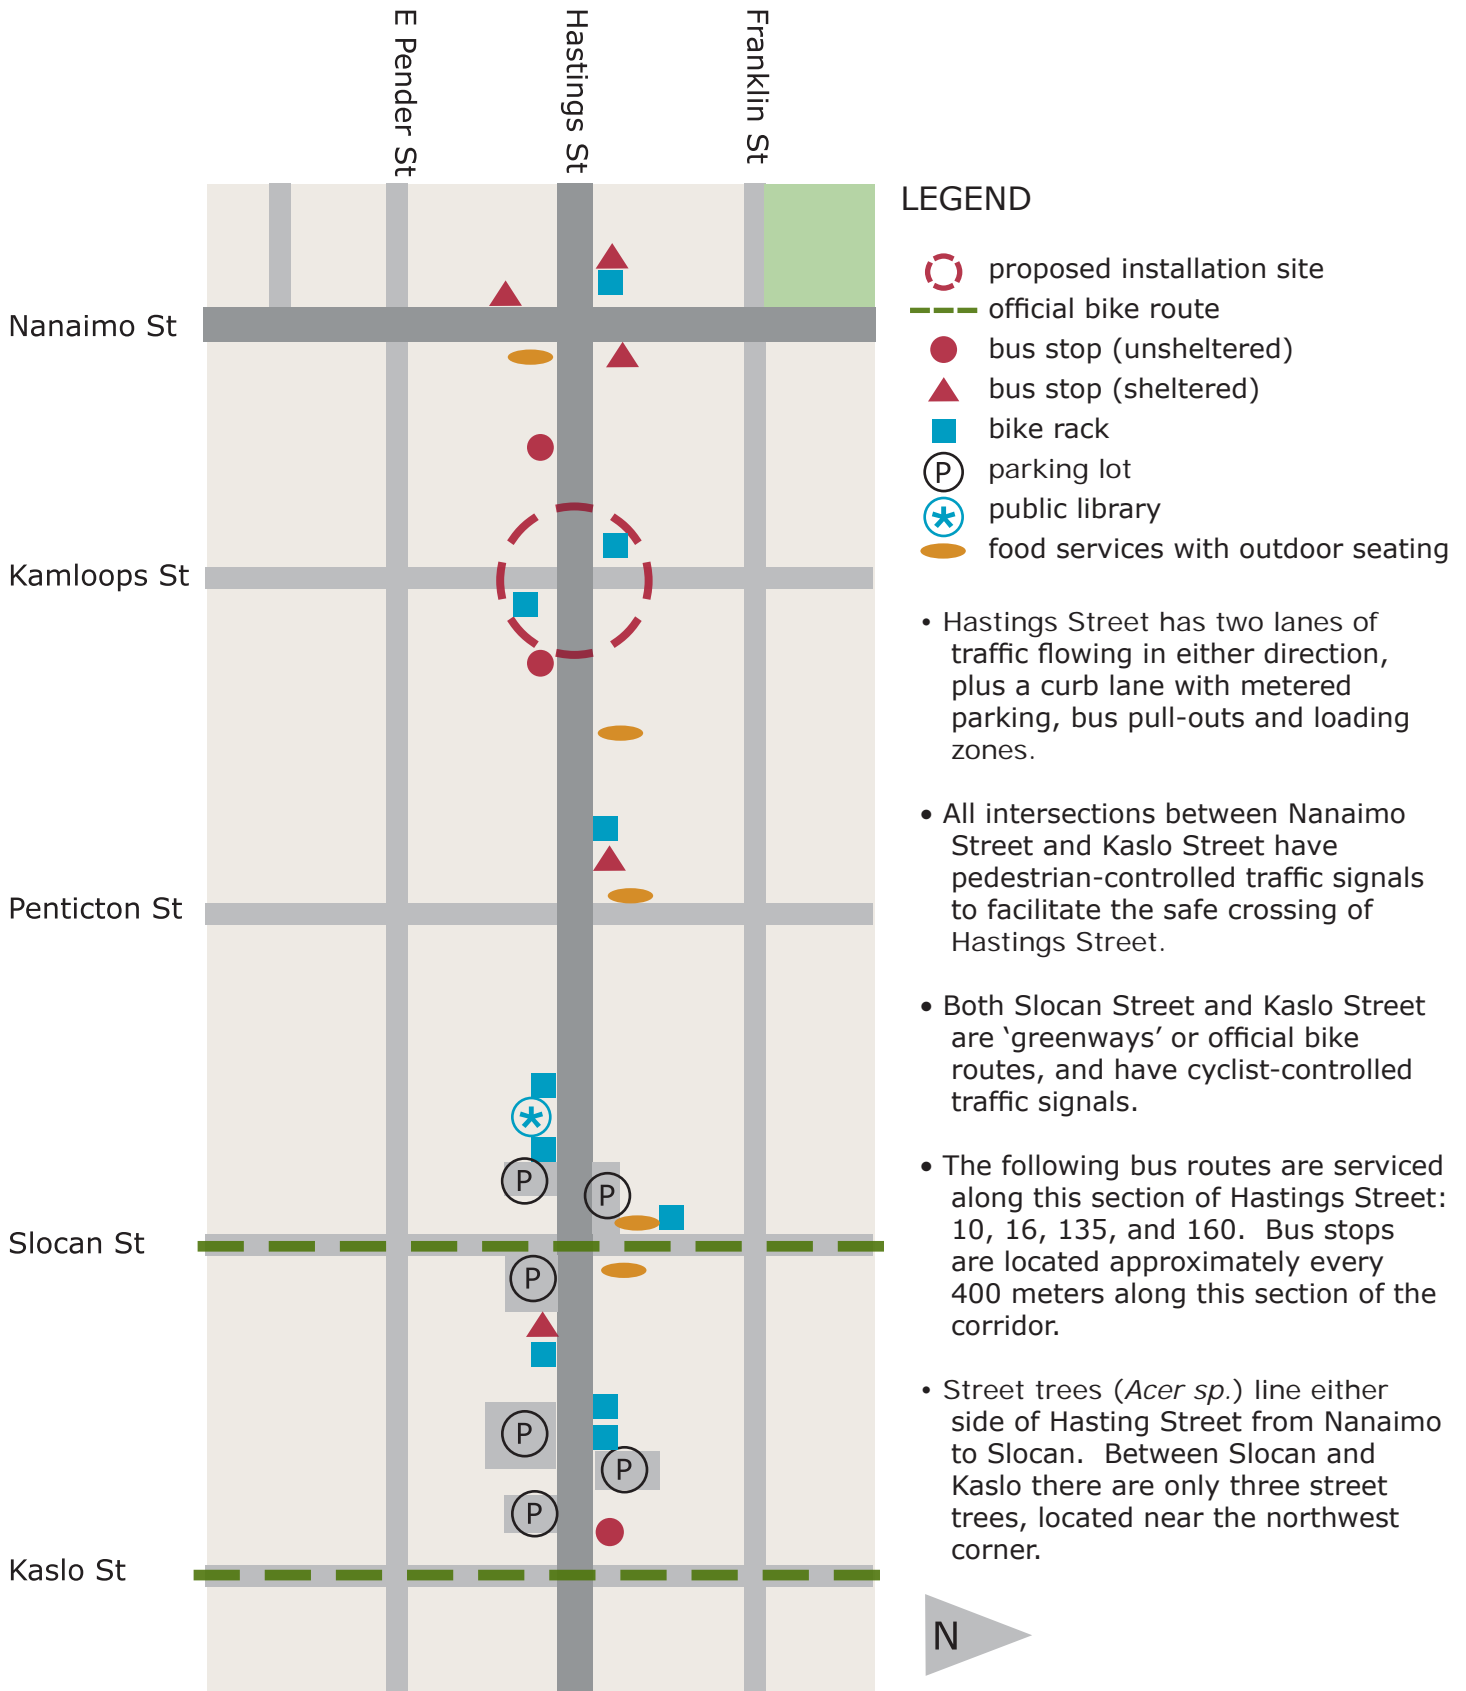 E Pender St
Hastings St
Franklin St
LEGEND
proposed installation site
official bike route
bus stop (unsheltered)
bus stop (sheltered)
bike rack
P parking lot
* public library
food services with outdoor seating
Nanaimo St
Kamloops St
Penticton St
*
P
P
Slocan St
P
P
P
P
Kaslo St
• Hastings Street has two lanes of
traffic flowing in either direction,
plus a curb lane with metered
parking, bus pull-outs and loading
zones.
• All intersections between Nanaimo
Street and Kaslo Street have
pedestrian-controlled traffic signals
to facilitate the safe crossing of
Hastings Street.
• Both Slocan Street and Kaslo Street
are ‘greenways’ or official bike
routes, and have cyclist-controlled
traffic signals.
• The following bus routes are serviced
along this section of Hastings Street:
10, 16, 135, and 160.  Bus stops
are located approximately every
400 meters along this section of the
corridor.
• Street trees (Acer sp.) line either
side of Hasting Street from Nanaimo
to Slocan.  Between Slocan and
Kaslo there are only three street
trees, located near the northwest
corner.
N